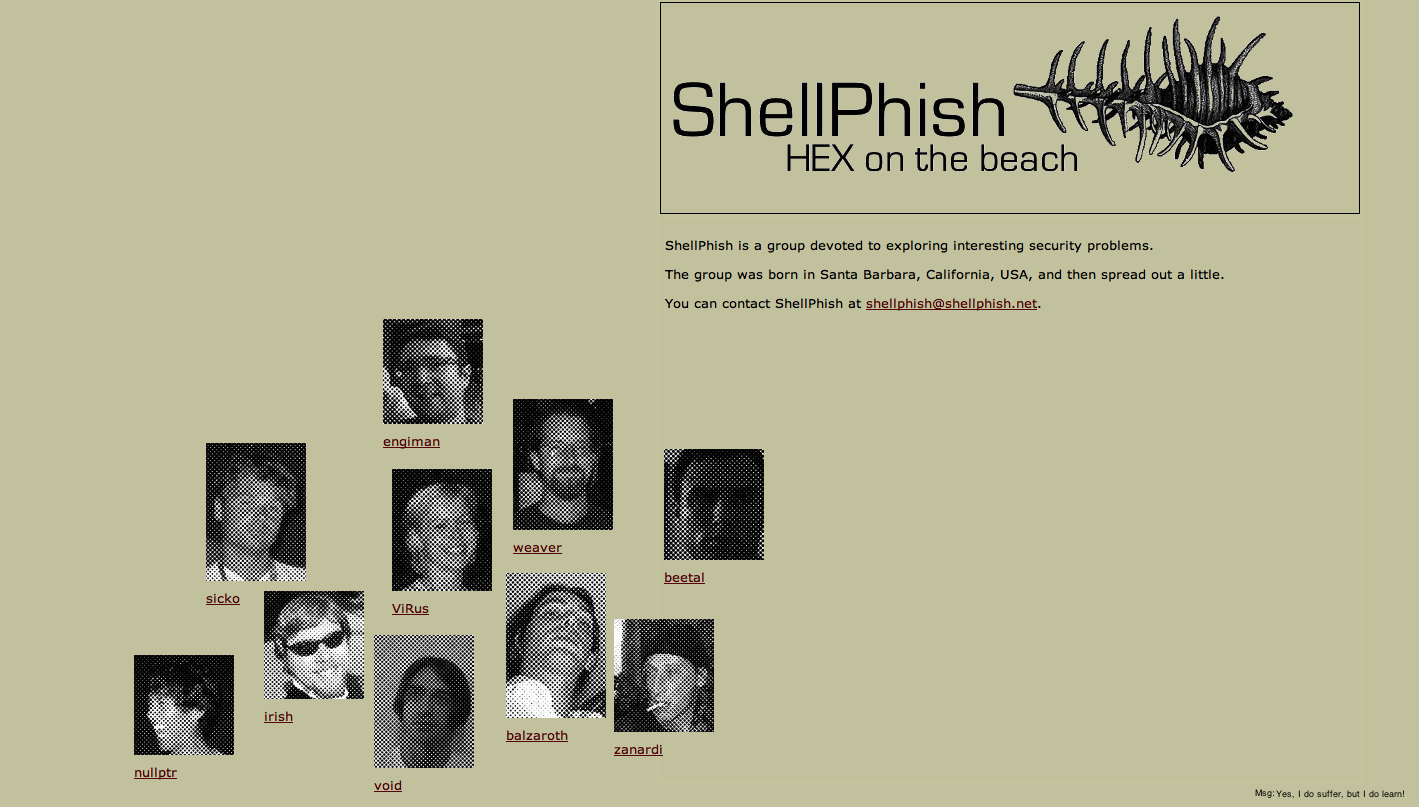 ShellPhish
HEX on the beach
ShellPhish is a group devoted to exploring interesting security problems.
The group was born in Santa Barbara, California, USA, and then spread out a little.
You can contact ShellPhish at shellphish@shellphish.net.
engiman
weaver
beetal
sicko
ViRus
irish
balzaroth
zanardi
nullptr
void
Msg: Yes, I do suffer, but I do learn!